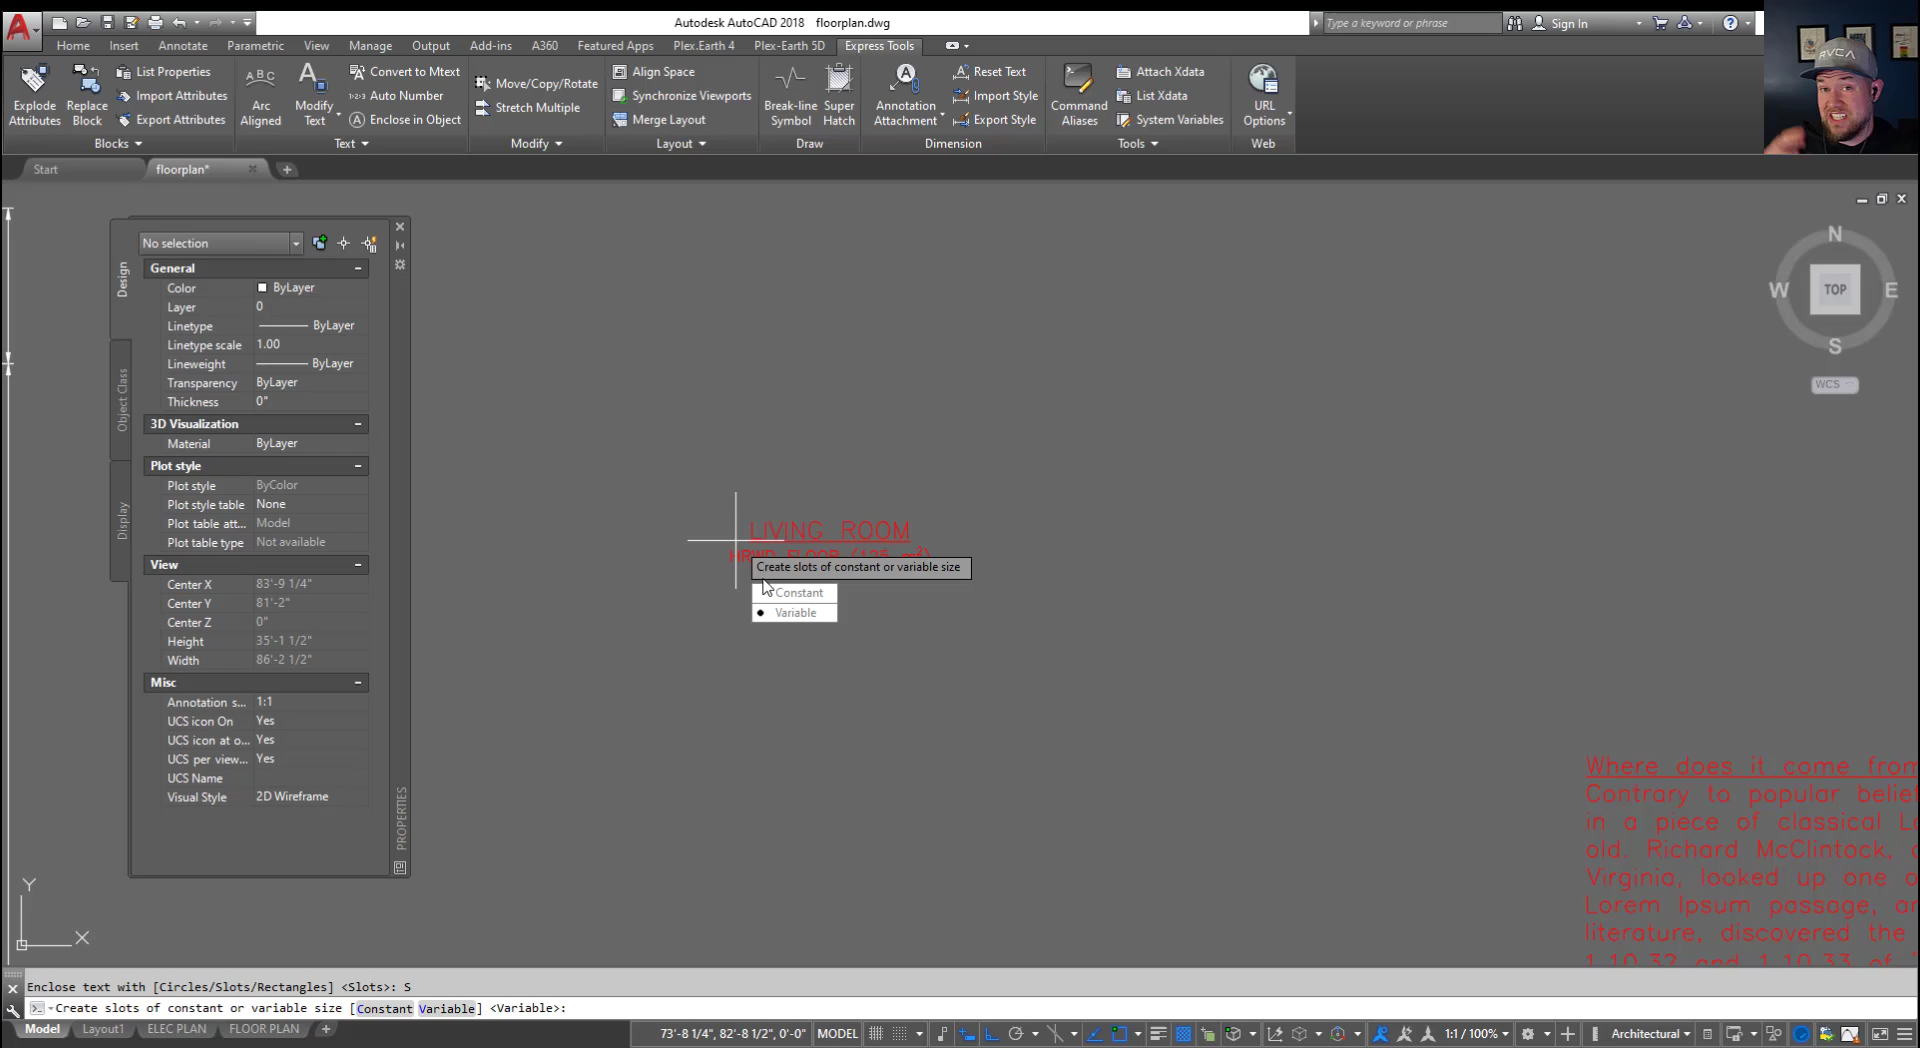 Autodesk AutoCAD 2018 floorplan.dwg
Type a keyword or phrase
Sign In
Home Insert Annotate Parametric View Manage Output Add-ins A360 Featured Apps Plex.Earth 4 Plex-Earth 5D Express Tools
Explode Attributes
Replace Block
List Properties
Import Attributes
Export Attributes
Blocks
Arc Aligned
Modify Text
Convert to Mtext
Auto Number
Enclose in Object
Text
Move/Copy/Rotate
Stretch Multiple
Modify
Align Space
Synchronize Viewports
Merge Layout
Layout
Break-line Symbol
Super Hatch
Draw
Annotation Attachment
Reset Text
Import Style
Export Style
Dimension
Command Aliases
Attach Xdata
List Xdata
System Variables
Tools
URL Options
Web
RVCA
Start
floorplan*
No selection
Design
Object Class
Display
PROPERTIES
General
Color ByLayer
Layer 0
Linetype ByLayer
Linetype scale 1.00
Lineweight ByLayer
Transparency ByLayer
Thickness 0"
3D Visualization
Material ByLayer
Plot style
Plot style ByColor
Plot style table None
Plot table att... Model
Plot table type Not available
View
Center X 83'-9 1/4"
Center Y 81'-2"
Center Z 0"
Height 35'-1 1/2"
Width 86'-2 1/2"
Misc
Annotation s... 1:1
UCS icon On Yes
UCS icon at o... Yes
UCS per view... Yes
UCS Name
Visual Style 2D Wireframe
LIVING ROOM
Create slots of constant or variable size
Constant
Variable
N
W TOP E
S
WCS
Where does it come from
Contrary to popular belief
in a piece of classical
old. Richard McClintock,
Virginia, looked up one
Lorem Ipsum passage,
literature, discovered the
1.10.32 and 1.10.33 of
Y
X
Enclose text with [Circles/Slots/Rectangles] <Slots>: S
Create slots of constant or variable size [Constant Variable] <Variable>:
Model Layout1 ELEC PLAN FLOOR PLAN
73'-8 1/4", 82'-8 1/2", 0'-0" MODEL
1:1 / 100%
Architectural